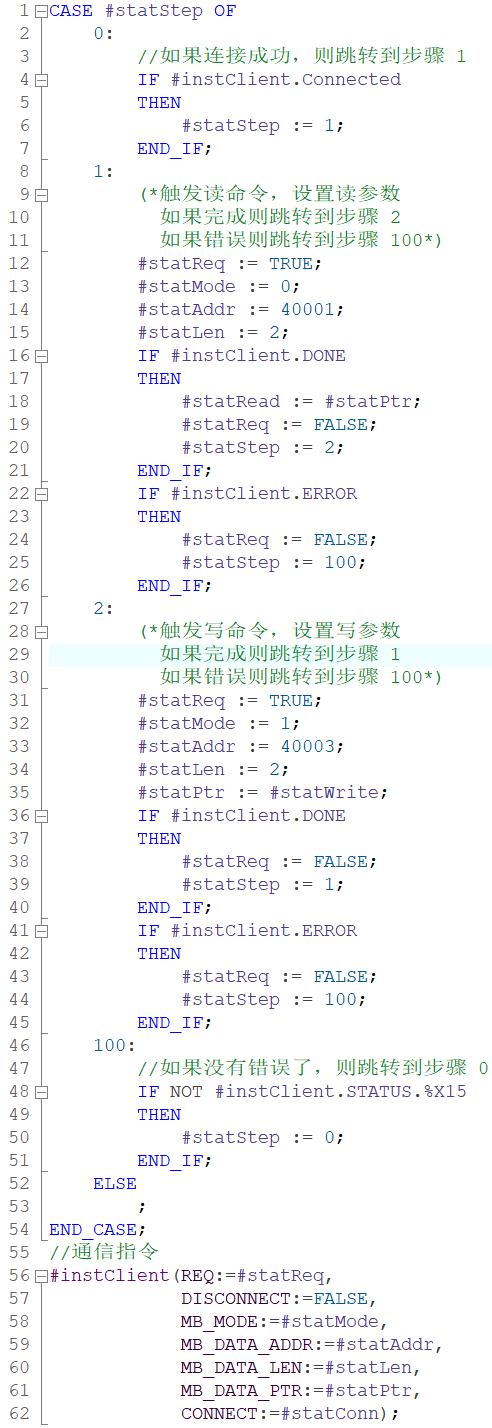 1 CASE #statStep OF
2 0:
3 //如果连接成功，则跳转到步骤 1
4 IF #instClient.Connected
5 THEN
6 #statStep := 1;
7 END_IF;
8 1:
9 (*触发读命令，设置读参数
10 如果完成则跳转到步骤 2
11 如果错误则跳转到步骤 100*)
12 #statReq := TRUE;
13 #statMode := 0;
14 #statAddr := 40001;
15 #statLen := 2;
16 IF #instClient.DONE
17 THEN
18 #statRead := #statPtr;
19 #statReq := FALSE;
20 #statStep := 2;
21 END_IF;
22 IF #instClient.ERROR
23 THEN
24 #statReq := FALSE;
25 #statStep := 100;
26 END_IF;
27 2:
28 (*触发写命令，设置写参数
29 如果完成则跳转到步骤 1
30 如果错误则跳转到步骤 100*)
31 #statReq := TRUE;
32 #statMode := 1;
33 #statAddr := 40003;
34 #statLen := 2;
35 #statPtr := #statWrite;
36 IF #instClient.DONE
37 THEN
38 #statReq := FALSE;
39 #statStep := 1;
40 END_IF;
41 IF #instClient.ERROR
42 THEN
43 #statReq := FALSE;
44 #statStep := 100;
45 END_IF;
46 100:
47 //如果没有错误了，则跳转到步骤 0
48 IF NOT #instClient.STATUS.%X15
49 THEN
50 #statStep := 0;
51 END_IF;
52 ELSE
53 ;
54 END_CASE;
55 //通信指令
56 #instClient(REQ:=#statReq,
57 DISCONNECT:=FALSE,
58 MB_MODE:=#statMode,
59 MB_DATA_ADDR:=#statAddr,
60 MB_DATA_LEN:=#statLen,
61 MB_DATA_PTR:=#statPtr,
62 CONNECT:=#statConn);